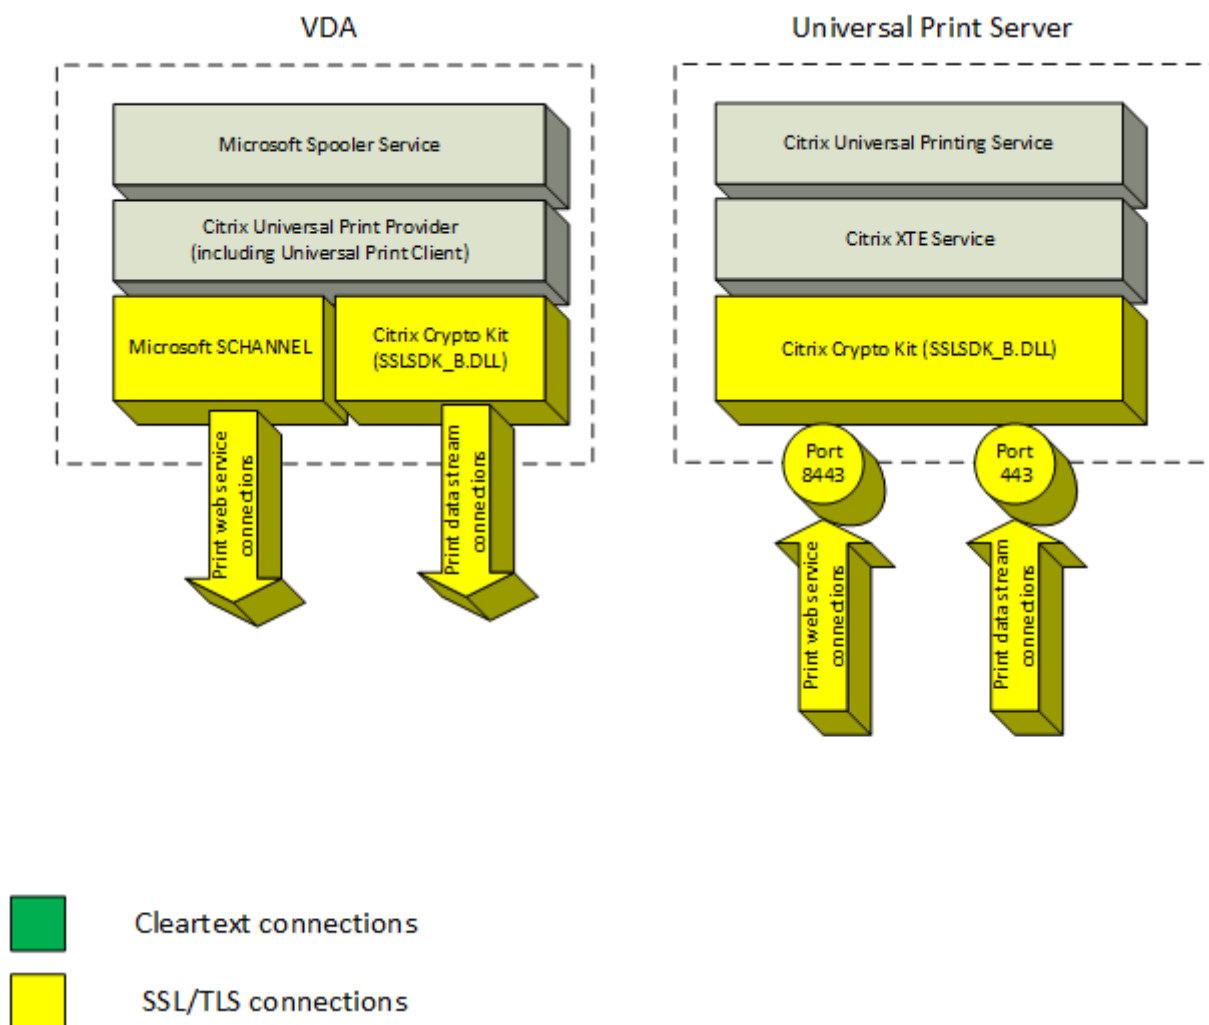 VDA
Microsoft Spooler Service
Citrix Universal Print Provider
(including Universal Print Client)
Microsoft SCHANNEL
Citrix Crypto Kit
(SSLSDK_B.DLL)
Print web service
connections
Print data stream
connections
Universal Print Server
Citrix Universal Printing Service
Citrix XTE Service
Citrix Crypto Kit (SSLSDK_B.DLL)
Port
8443
Port
443
Print web service
connections
Print data stream
connections
Cleartext connections
SSL/TLS connections